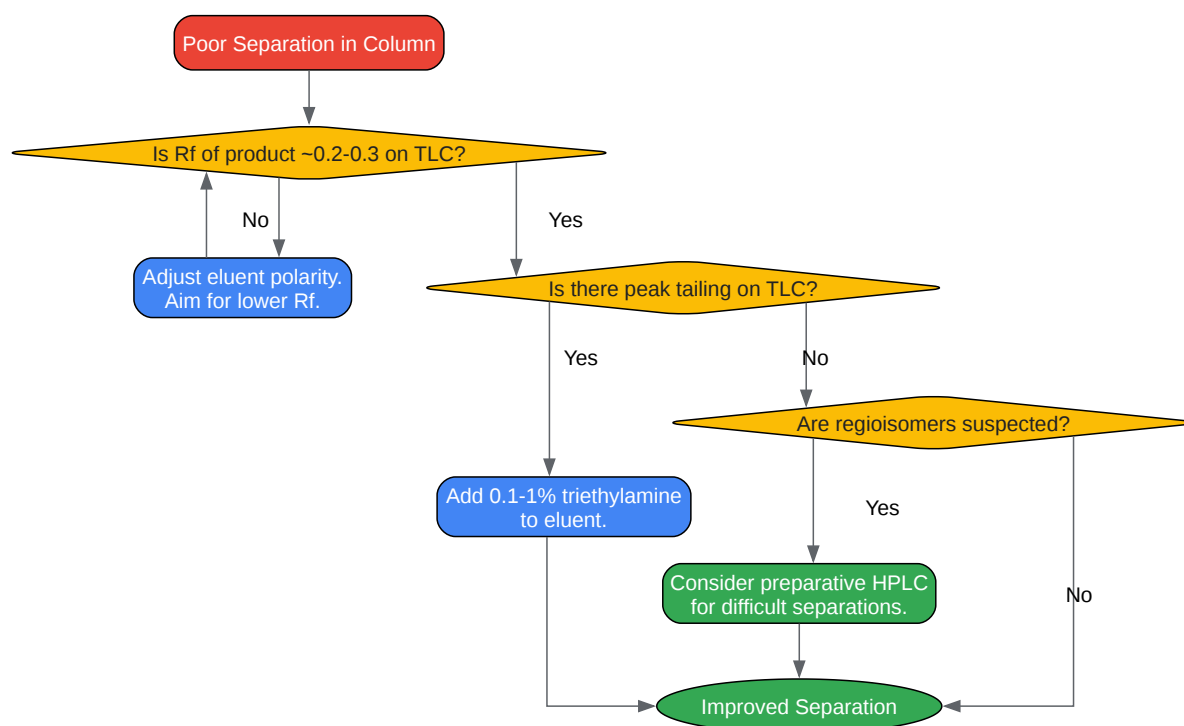 Poor Separation in Column
Is Rf of product ~0.2-0.3 on TLC?
No
Yes
Adjust eluent polarity.
Aim for lower Rf.
Is there peak tailing on TLC?
Yes
No
Are regioisomers suspected?
Add 0.1-1% triethylamine
to eluent.
Yes
Consider preparative HPLC
for difficult separations.
No
Improved Separation